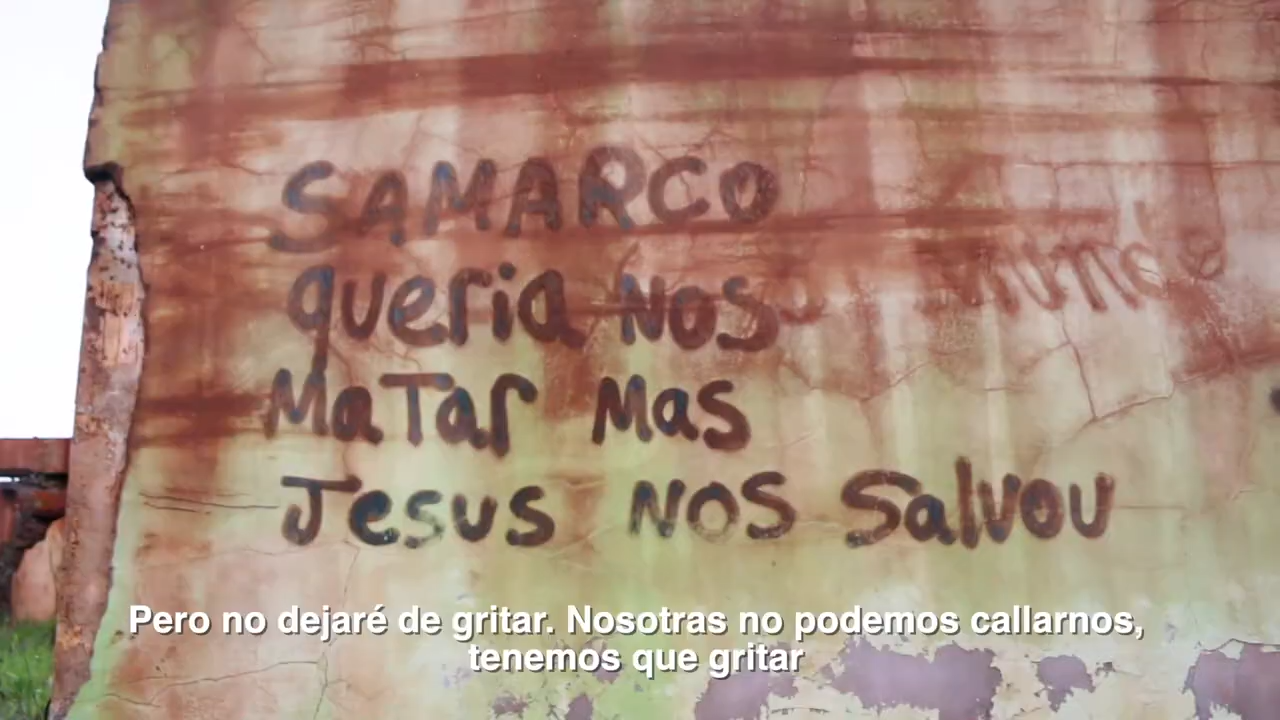 SAMARCO
queria NOS
MaTar Mas
Jesus NOS Salvou
Pero no dejaré de gritar. Nosotras no podemos callarnos,
tenemos que gritar